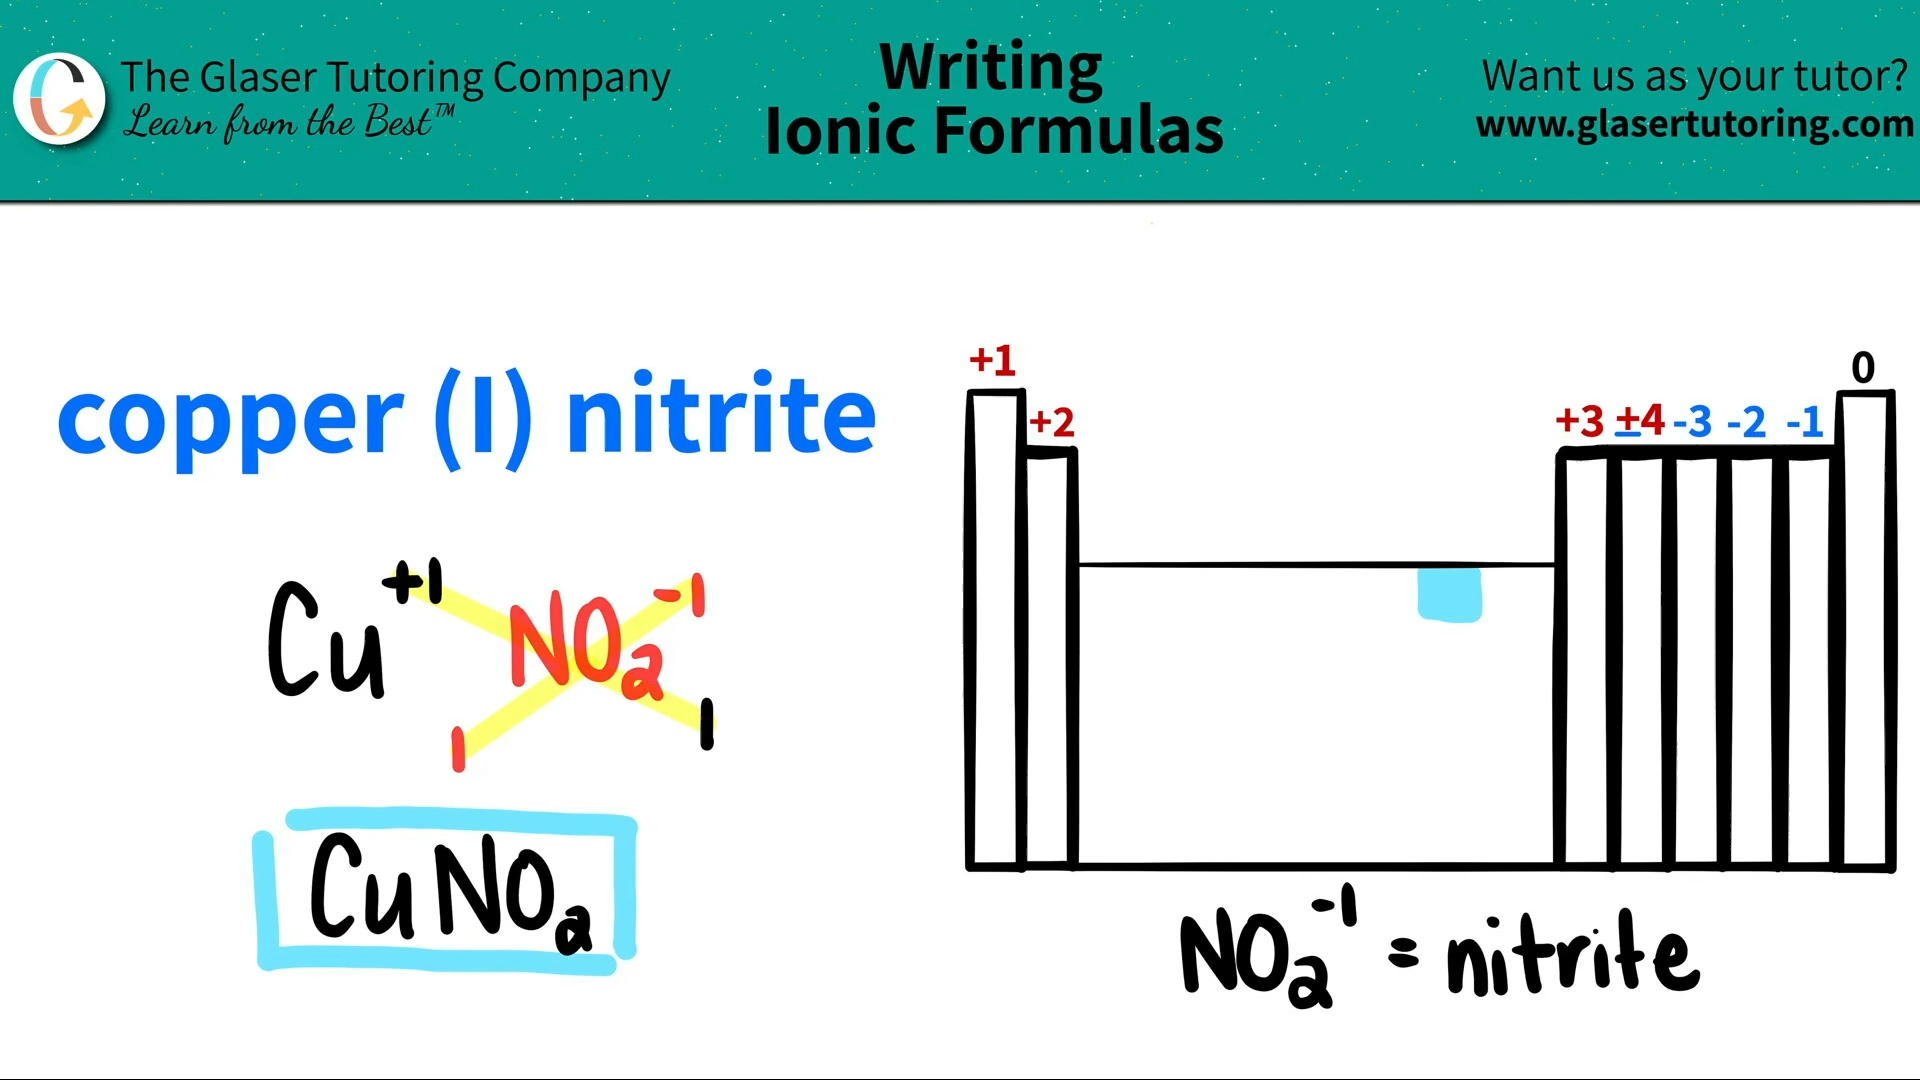 The Glaser Tutoring Company
Learn from the Best™
Writing
Ionic Formulas
Want us as your tutor?
www.glasertutoring.com
copper (I) nitrite
Cu⁺¹ NO₂⁻¹
1 1
CuNO₂
+1 +2 +3 ±4 -3 -2 -1 0
NO₂⁻¹ = nitrite